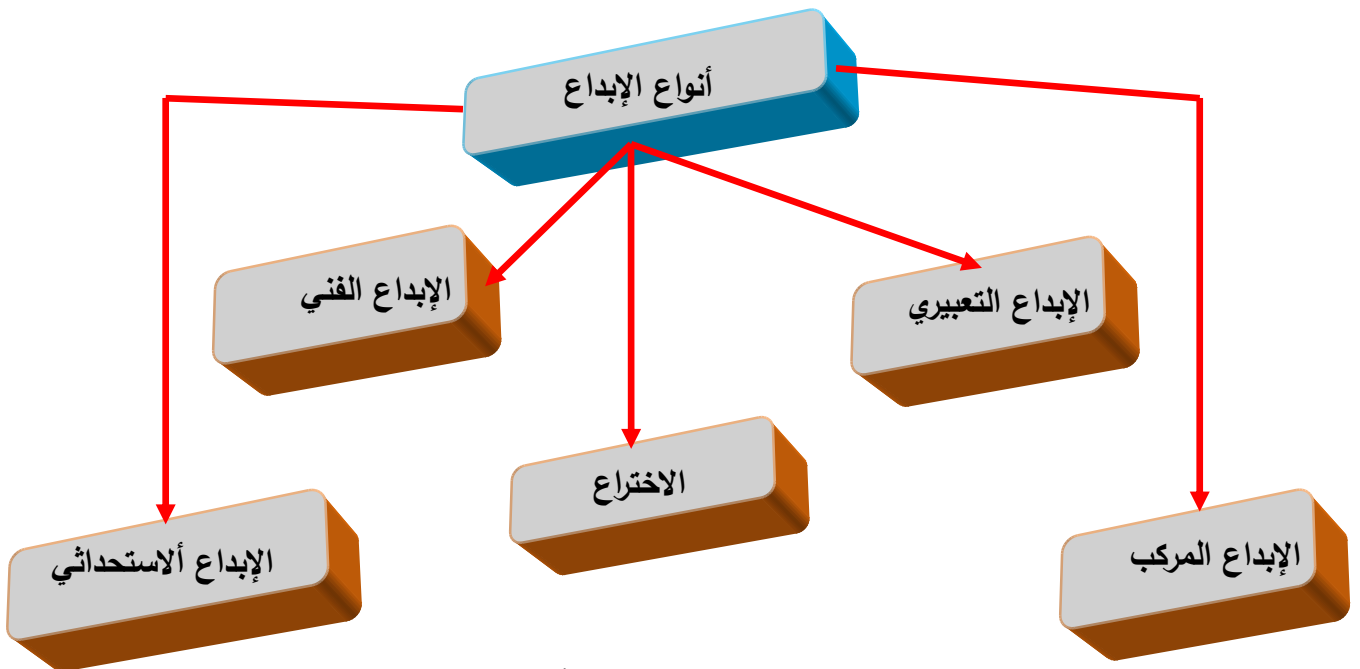 أنواع الإبداع
الإبداع التعبيري
الإبداع الفني
الاختراع
الإبداع المركب
الإبداع ألاستحداثي